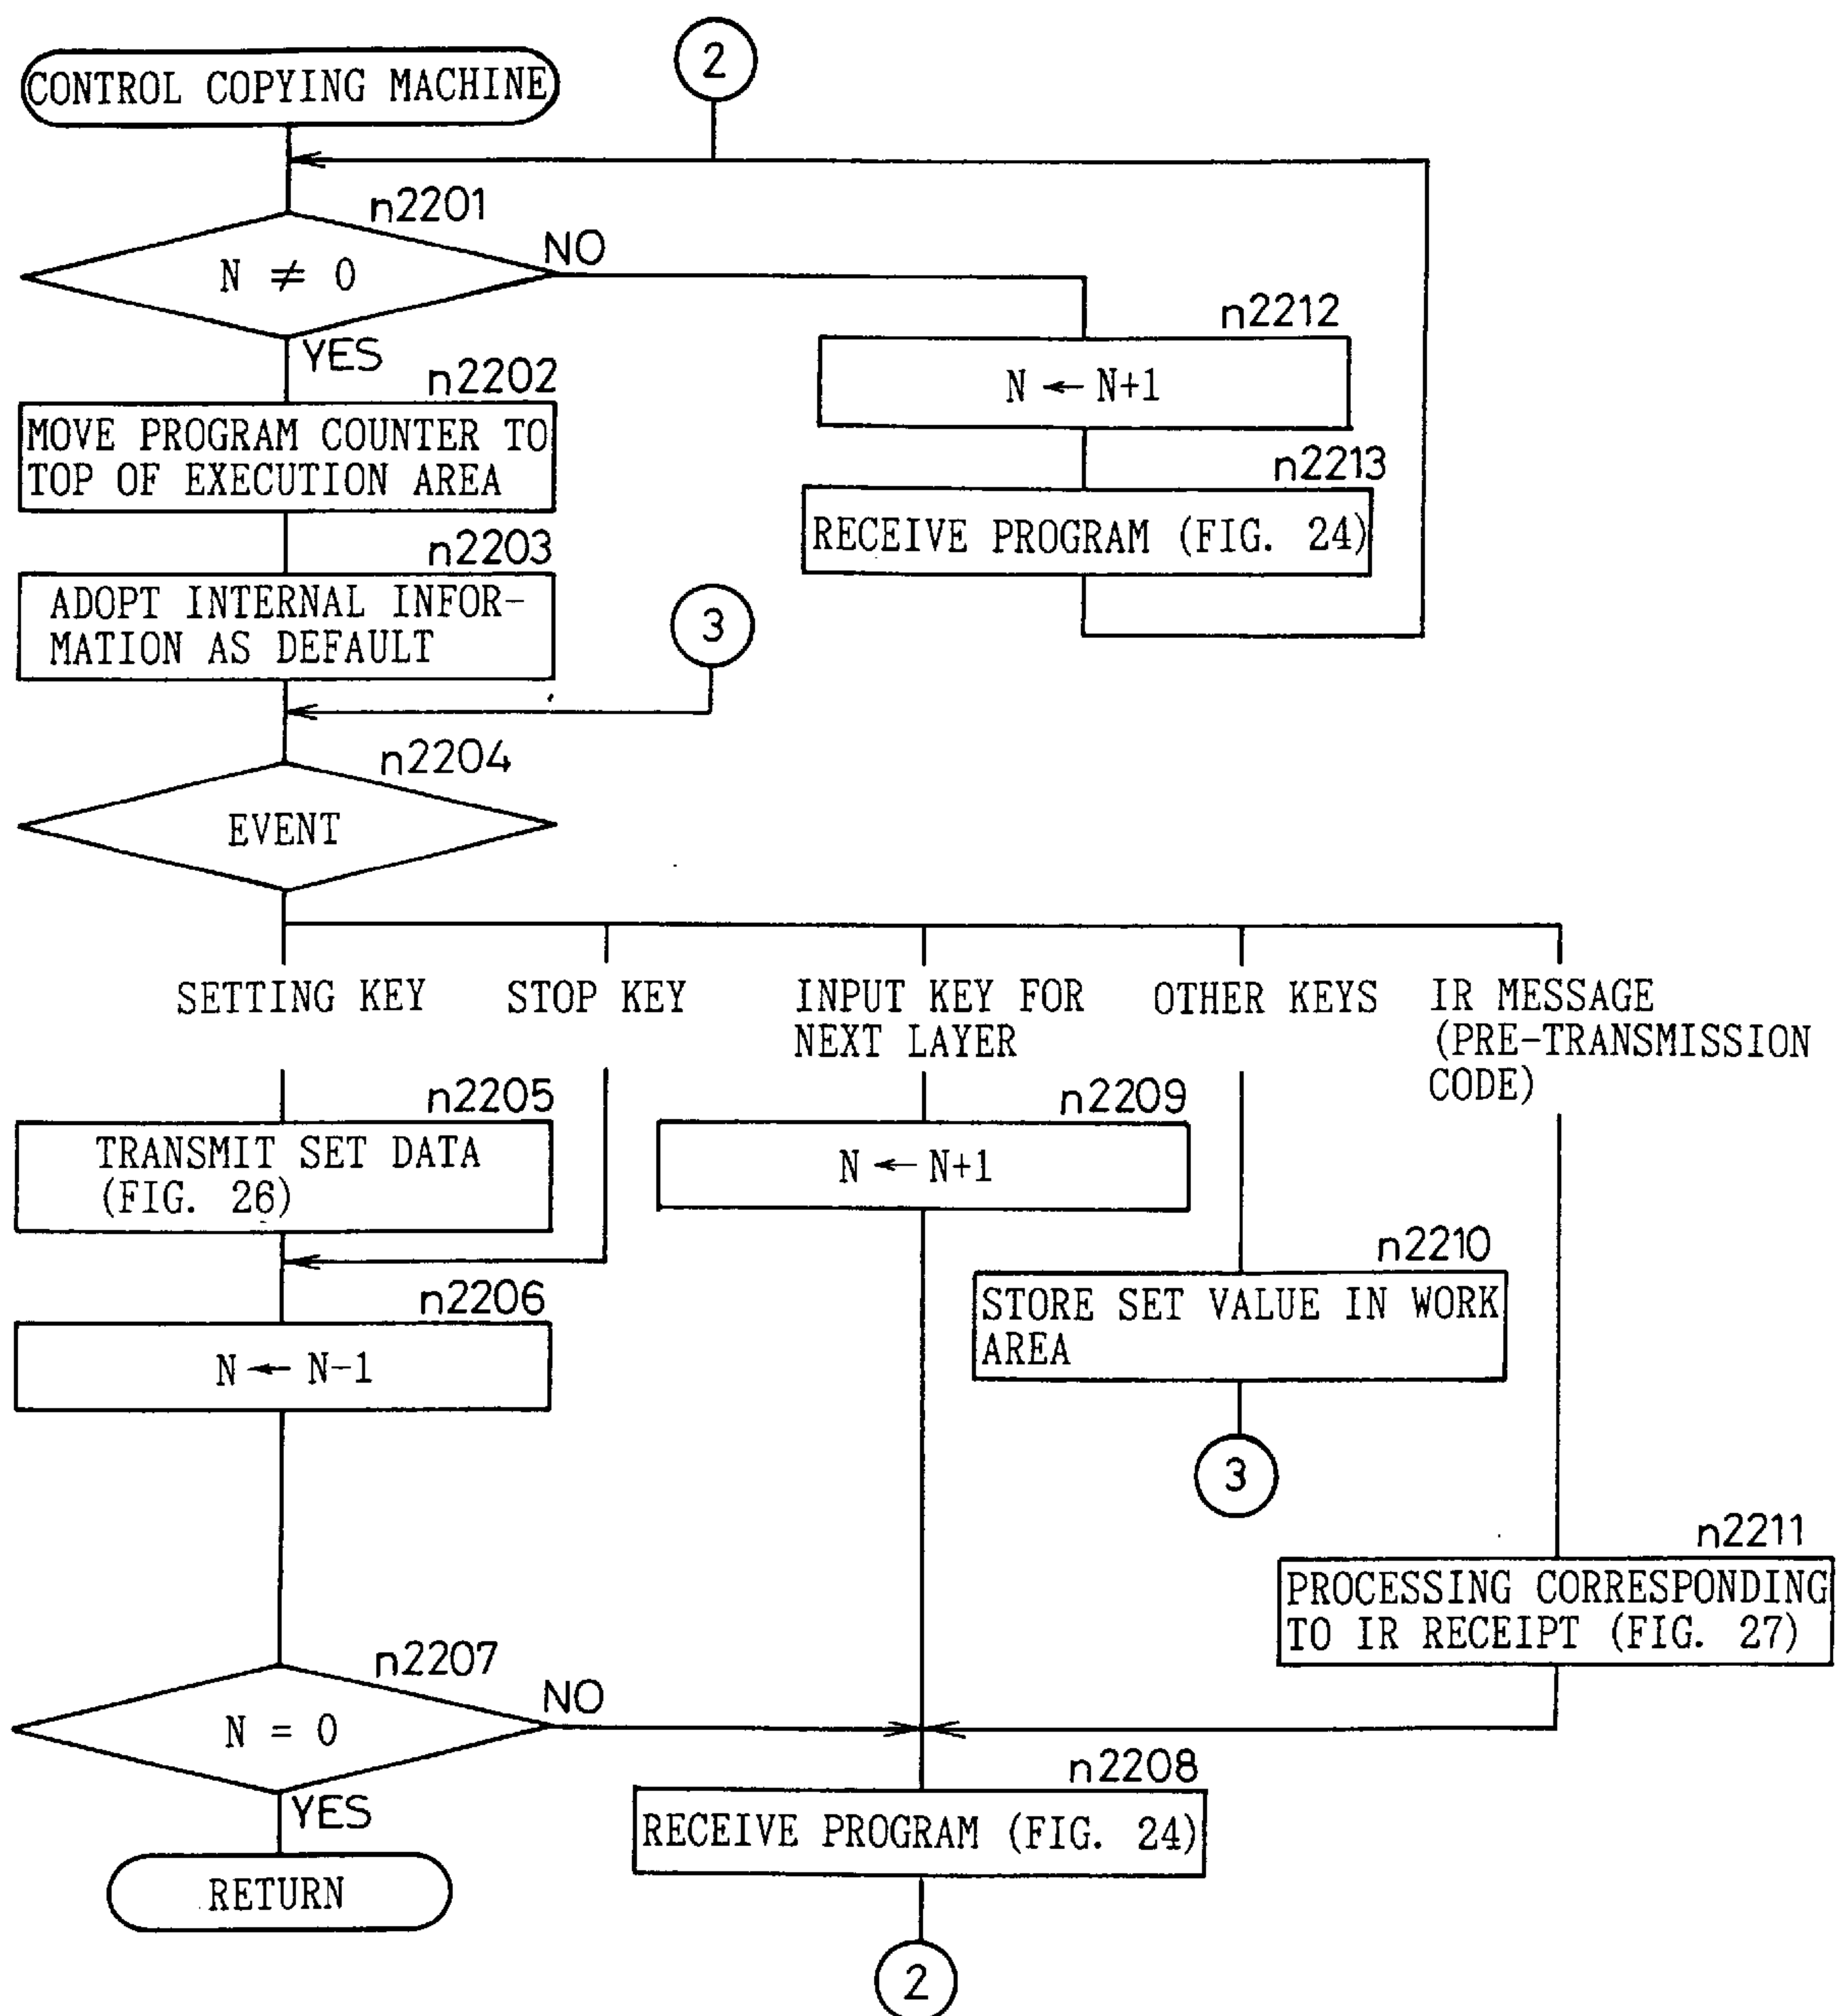 CONTROL COPYING MACHINE
2
n2201
N ≠ 0
NO
YES
n2212
N ← N+1
n2202
MOVE PROGRAM COUNTER TO
TOP OF EXECUTION AREA
n2213
RECEIVE PROGRAM (FIG. 24)
n2203
ADOPT INTERNAL INFOR-
MATION AS DEFAULT
3
n2204
EVENT
SETTING KEY
STOP KEY
INPUT KEY FOR
NEXT LAYER
OTHER KEYS
IR MESSAGE
(PRE-TRANSMISSION
CODE)
n2205
TRANSMIT SET DATA
(FIG. 26)
n2209
N ← N+1
n2206
N ← N-1
n2210
STORE SET VALUE IN WORK
AREA
3
n2211
PROCESSING CORRESPONDING
TO IR RECEIPT (FIG. 27)
n2207
N = 0
NO
YES
n2208
RECEIVE PROGRAM (FIG. 24)
RETURN
2